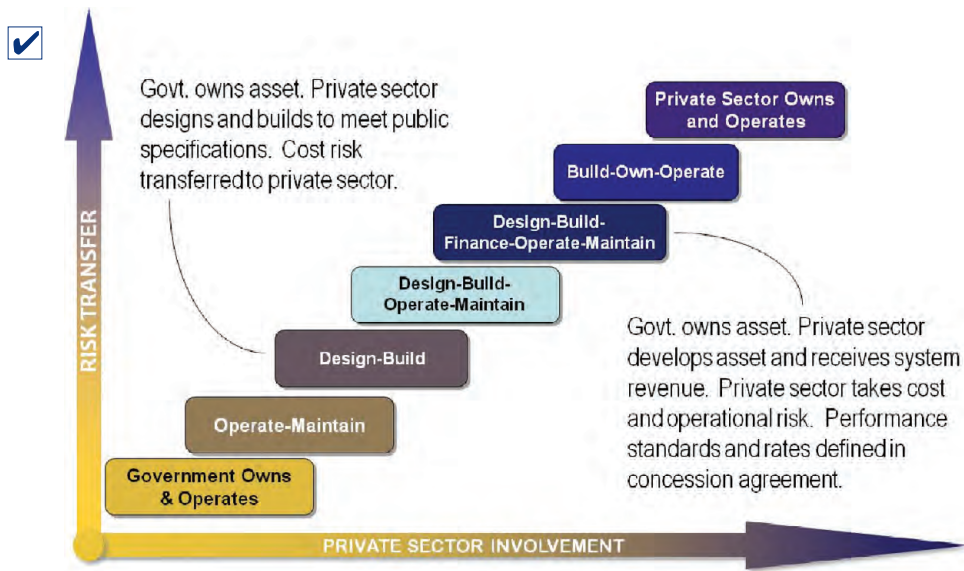 Govt. owns asset. Private sector
designs and builds to meet public
specifications. Cost risk
transferred to private sector.
Private Sector Owns
and Operates
Build-Own-Operate
Design-Build-
Finance-Operate-Maintain
Design-Build-
Operate-Maintain
Design-Build
Operate-Maintain
Government Owns
& Operates
Govt. owns asset. Private sector
develops asset and receives system
revenue. Private sector takes cost
and operational risk. Performance
standards and rates defined in
concession agreement.
RISK TRANSFER
PRIVATE SECTOR INVOLVEMENT